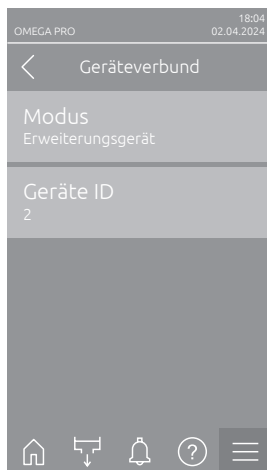 18:04
OMEGA PRO 02.04.2024
Geräteverbund
Modus
Erweiterungsgerät
Geräte ID
2
?